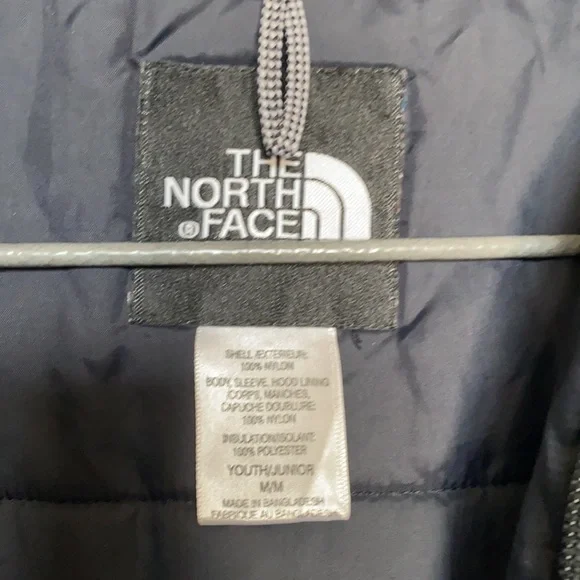 THE
NORTH
FACE
SHELL /EXTERIEUR:
100% NYLON
BODY, SLEEVE, HOOD LINING
/CORPS, MANCHES,
CAPUCHE DOUBLURE:
100% NYLON
INSULATION/ISOLANT:
100% POLYESTER
YOUTH/JUNIOR
M/M
MADE IN BANGLADESH
FABRIQUE AU BANGLADESH